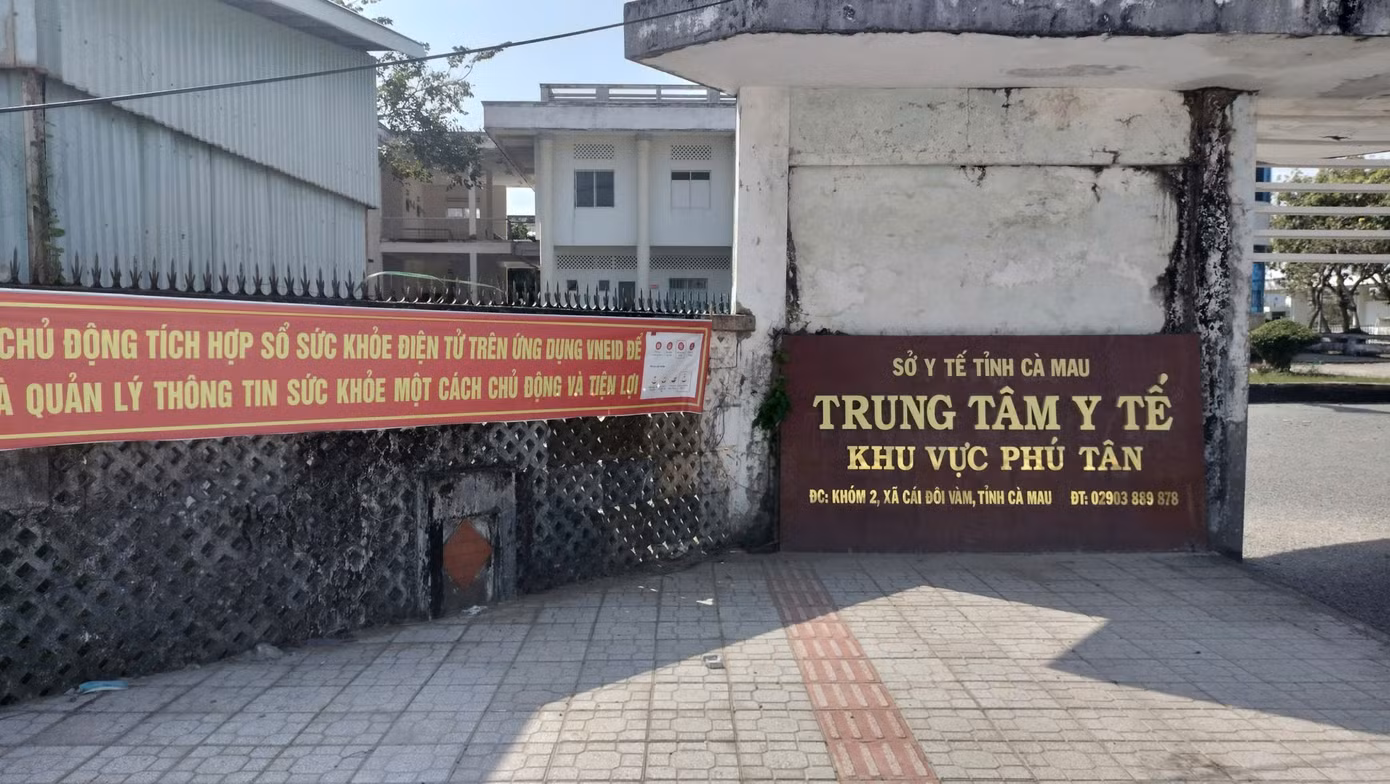 CHỦ ĐỘNG TÍCH HỢP SỔ SỨC KHỎE ĐIỆN TỬ TRÊN ỨNG DỤNG VNEID ĐỂ
QUẢN LÝ THÔNG TIN SỨC KHỎE MỘT CÁCH CHỦ ĐỘNG VÀ TIỆN LỢI
SỞ Y TẾ TỈNH CÀ MAU
TRUNG TÂM Y TẾ
KHU VỰC PHÚ TÂN
ĐC: KHÓM 2, XÃ CÁI ĐÔI VÀM, TỈNH CÀ MAU ĐT: 02903 889 878